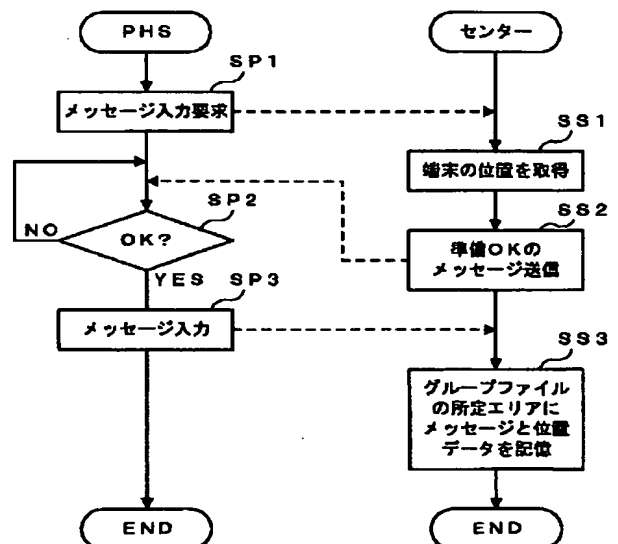 PHS
SP1
メッセージ入力要求
SP2
NO
OK?
YES
SP3
メッセージ入力
END
センター
SS1
端末の位置を取得
SS2
準備OKの
メッセージ送信
SS3
グループファイル
の所定エリアに
メッセージと位置
データを記憶
END